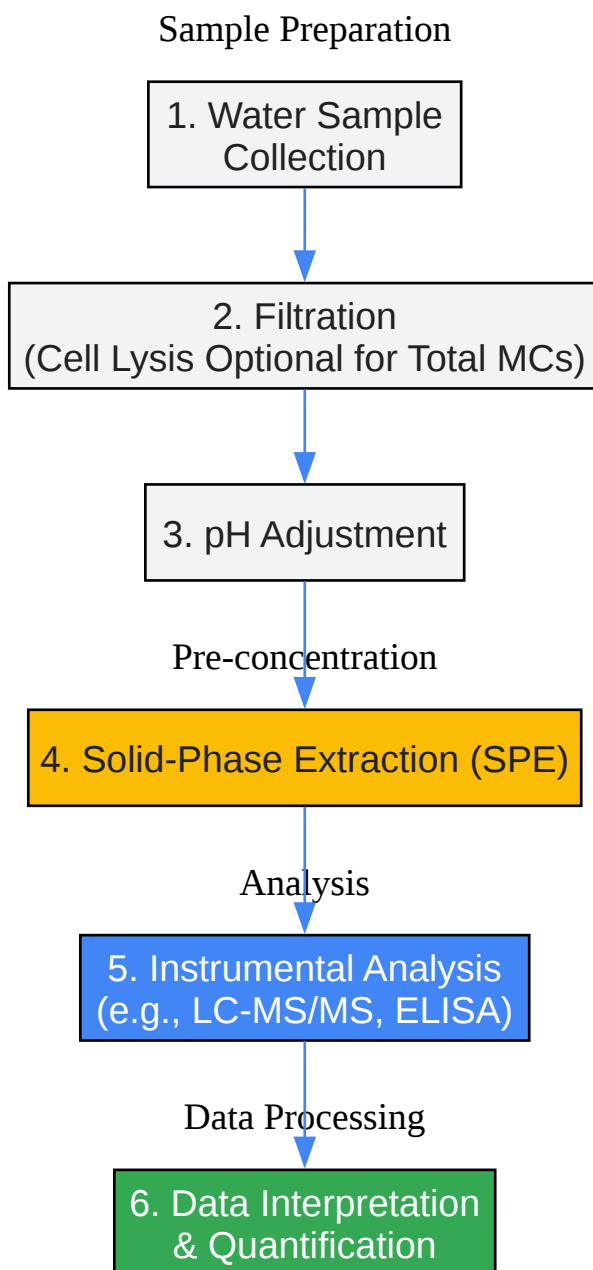 Sample Preparation
1. Water Sample
Collection
2. Filtration
(Cell Lysis Optional for Total MCs)
3. pH Adjustment
Pre-concentration
4. Solid-Phase Extraction (SPE)
Analysis
5. Instrumental Analysis
(e.g., LC-MS/MS, ELISA)
Data Processing
6. Data Interpretation
& Quantification